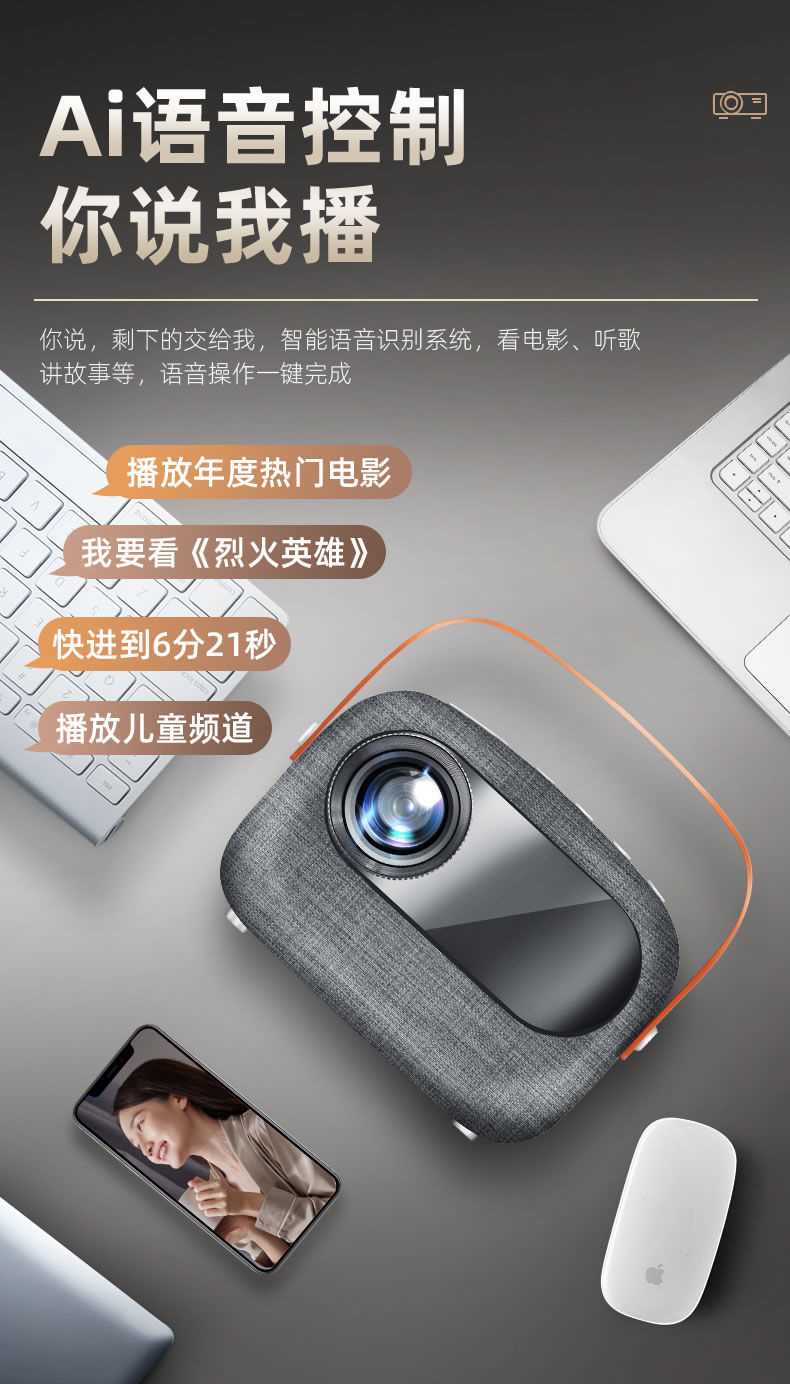 Ai语音控制
你说我播
你说，剩下的交给我，智能语音识别系统，看电影、听歌
讲故事等，语音操作一键完成
播放年度热门电影
我要看《烈火英雄》
快进到6分21秒
播放儿童频道